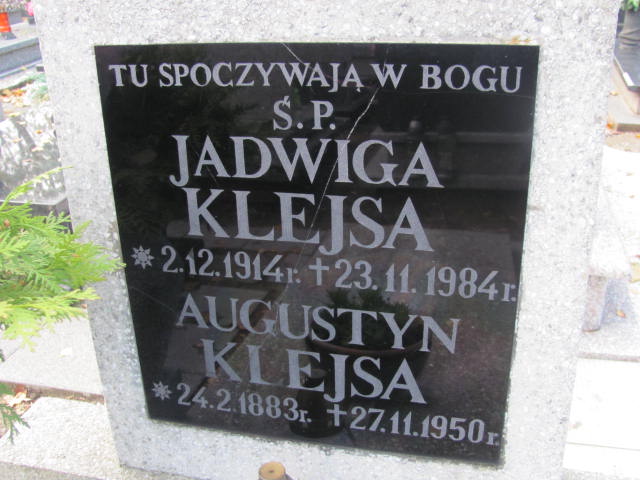 TU SPOCZYWAJĄ W BOGU
Ś.P.
JADWIGA
KLEJSA
✵ 2.12.1914r. ✝ 23.11.1984r.
AUGUSTYN
KLEJSA
✵ 24.2.1883r. ✝ 27.11.1950r.